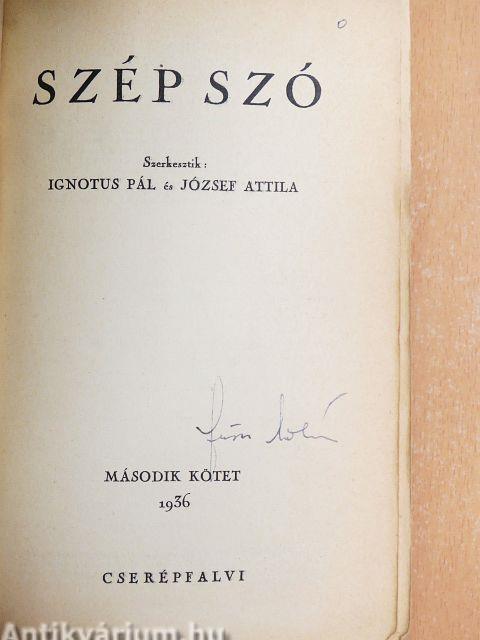 SZÉP SZÓ
Szerkesztik:
IGNOTUS PÁL és JÓZSEF ATTILA
MÁSODIK KÖTET
1936
CSERÉPFALVI
Antikvárium.hu